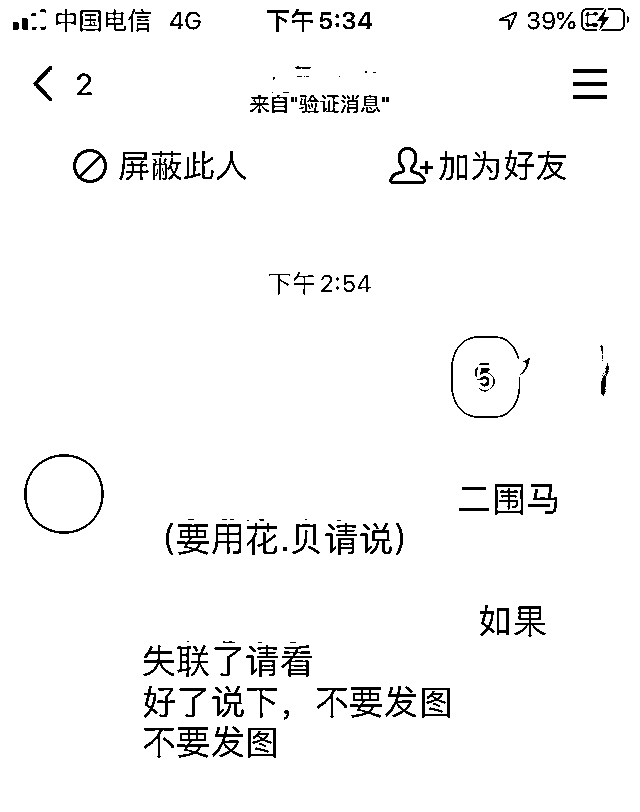 中国电信 4G 下午5:34 39%
2
来自"验证消息"
屏蔽此人 加为好友
下午2:54
5
二围马
(要用花.贝请说)
如果
失联了请看
好了说下，不要发图
不要发图